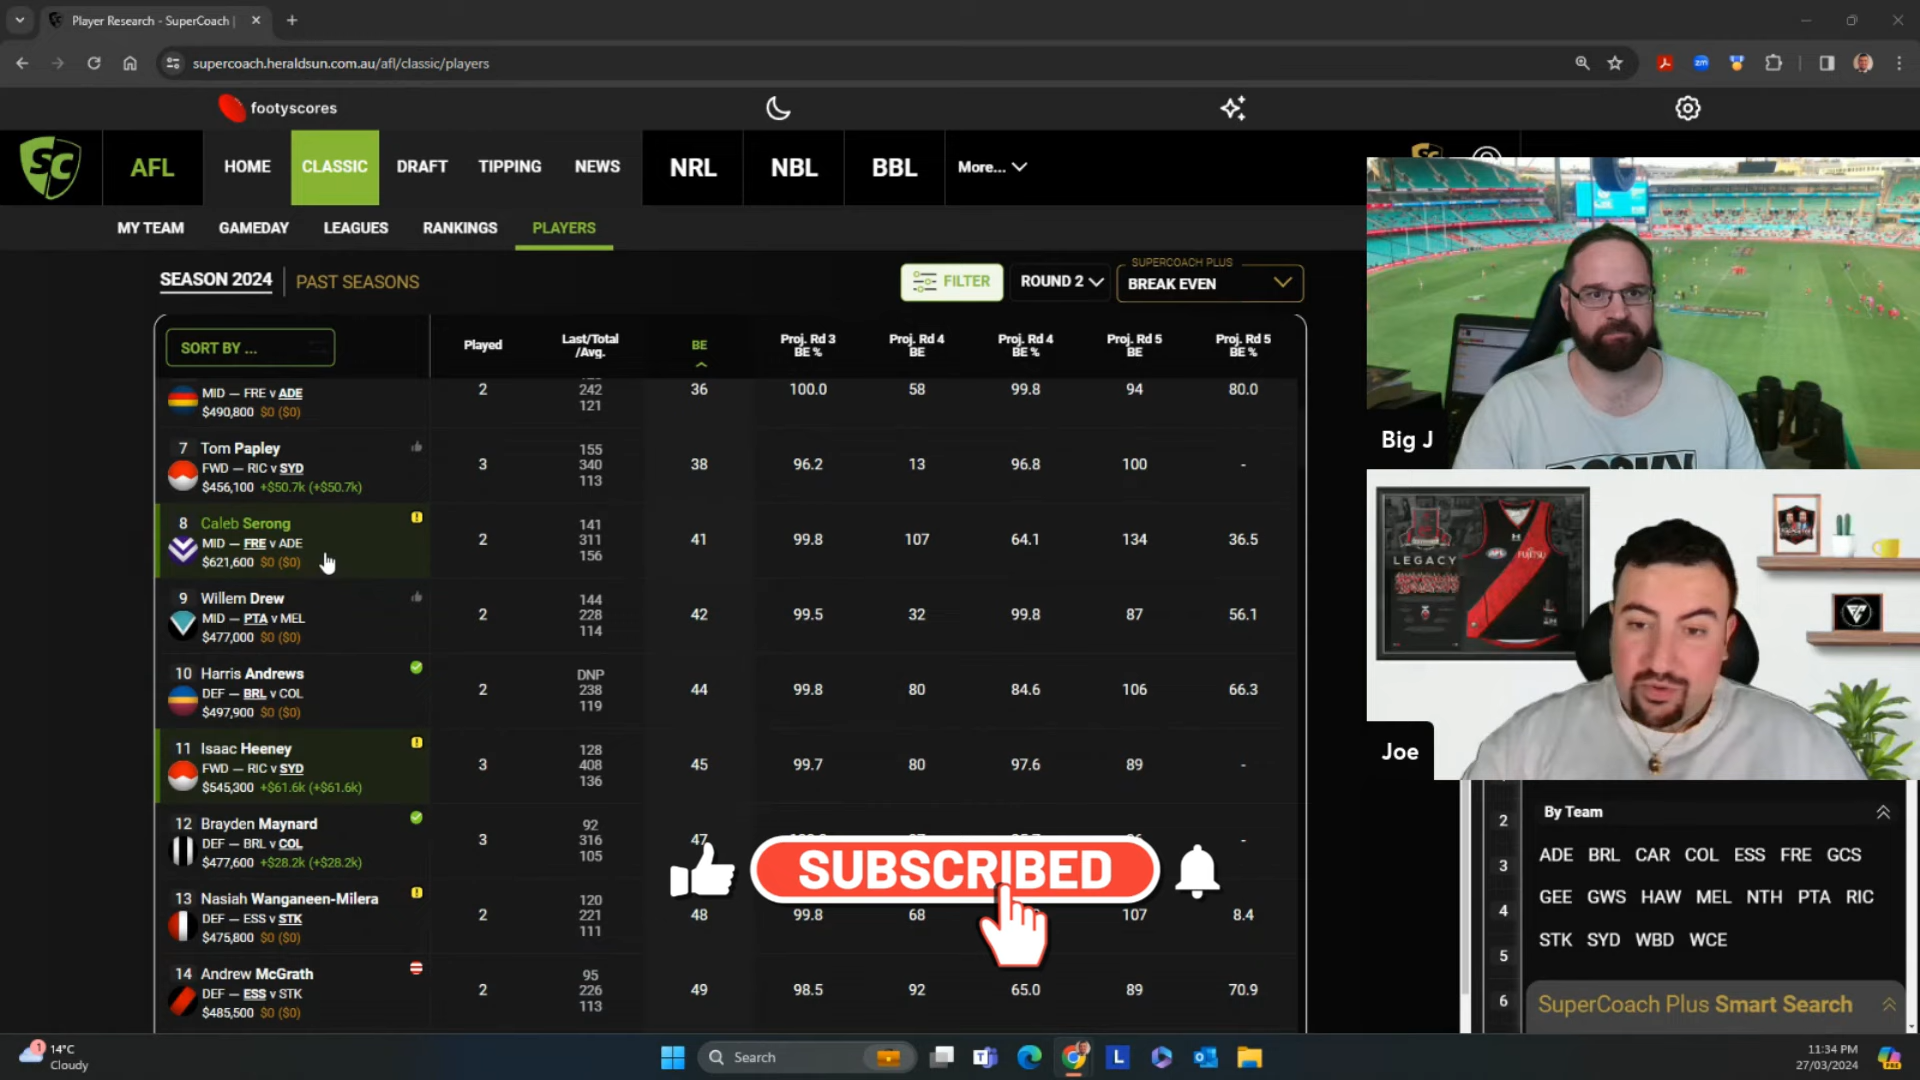 Player Research - SuperCoach |
supercoach.heraldsun.com.au/afl/classic/players
zm
footyscores
SC AFL HOME CLASSIC DRAFT TIPPING NEWS NRL NBL BBL More...
MY TEAM GAMEDAY LEAGUES RANKINGS PLAYERS
SEASON 2024 PAST SEASONS FILTER ROUND 2 SUPERCOACH PLUS
BREAK EVEN
SORT BY ... Played Last/Total
/Avg. BE Proj. Rd 3
BE % Proj. Rd 4
BE Proj. Rd 4
BE % Proj. Rd 5
BE Proj. Rd 5
BE %
MID — FRE v ADE
$490,800 $0 ($0)
2 242
121 36 100.0 58 99.8 94 80.0
7 Tom Papley
FWD — RIC v SYD
$456,100 +$50.7k (+$50.7k)
3 155
340
113 38 96.2 13 96.8 100 -
8 Caleb Serong
MID — FRE v ADE
$621,600 $0 ($0)
2 141
311
156 41 99.8 107 64.1 134 36.5
9 Willem Drew
MID — PTA v MEL
$477,000 $0 ($0)
2 144
228
114 42 99.5 32 99.8 87 56.1
10 Harris Andrews
DEF — BRL v COL
$497,900 $0 ($0)
2 DNP
238
119 44 99.8 80 84.6 106 66.3
11 Isaac Heeney
FWD — RIC v SYD
$545,300 +$61.6k (+$61.6k)
3 128
408
136 45 99.7 80 97.6 89 -
12 Brayden Maynard
DEF — BRL v COL
$477,600 +$28.2k (+$28.2k)
3 92
316
105 47 -
13 Nasiah Wanganeen-Milera
DEF — ESS v STK
$475,800 $0 ($0)
2 120
221
111 48 99.8 68 107 8.4
14 Andrew McGrath
DEF — ESS v STK
$485,500 $0 ($0)
2 95
226
113 49 98.5 92 65.0 89 70.9
SUBSCRIBED
Big J
LEGACY
AFL
FUJITSU
Joe
2
3
4
5
6
By Team
ADE BRL CAR COL ESS FRE GCS
GEE GWS HAW MEL NTH PTA RIC
STK SYD WBD WCE
SuperCoach Plus Smart Search
1
14°C
Cloudy
Search
L
11:34 PM
27/03/2024
PRE